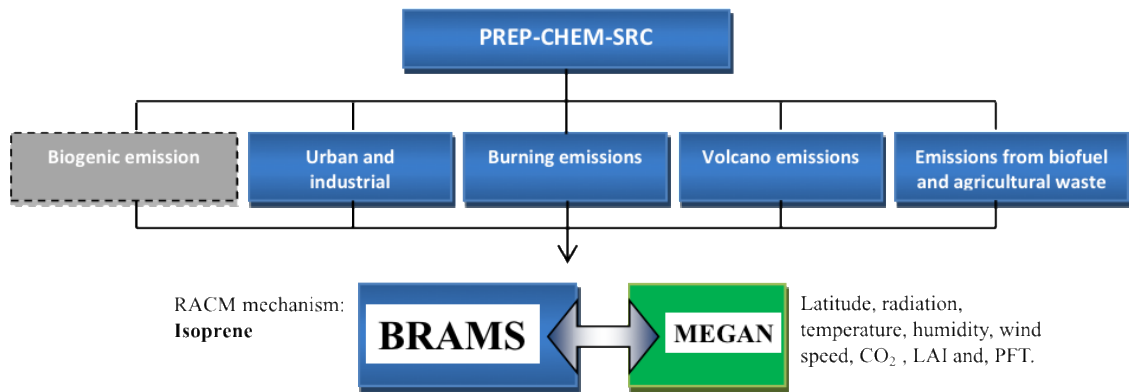 PREP-CHEM-SRC
Biogenic emission
Urban and
industrial
Burning emissions
Volcano emissions
Emissions from biofuel
and agricultural waste
RACM mechanism:
Isoprene
BRAMS
MEGAN
Latitude, radiation,
temperature, humidity, wind
speed, CO₂ , LAI and, PFT.